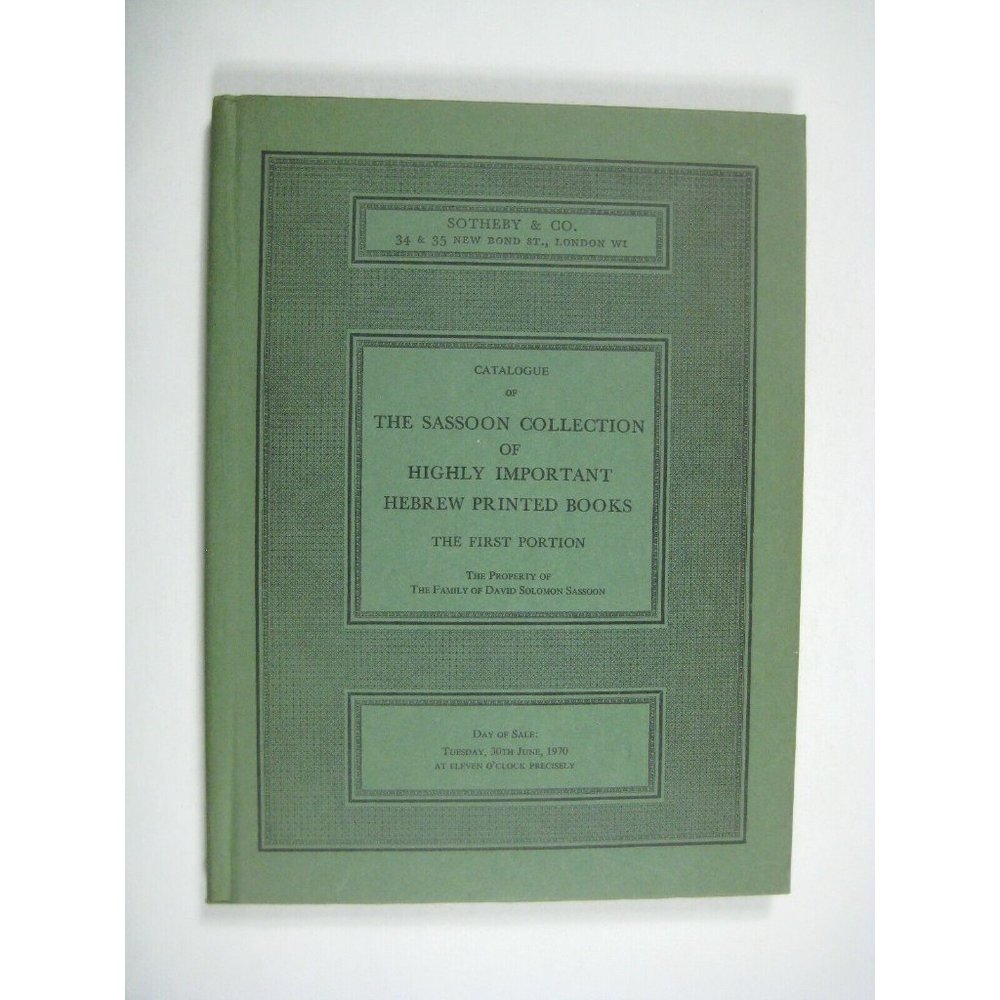 SOTHEBY & CO.
34 & 35 NEW BOND ST., LONDON W1
CATALOGUE
OF
THE SASSOON COLLECTION
OF
HIGHLY IMPORTANT
HEBREW PRINTED BOOKS
THE FIRST PORTION
THE PROPERTY OF
THE FAMILY OF DAVID SOLOMON SASSOON
DAY OF SALE:
TUESDAY, 30TH JUNE, 1970
AT ELEVEN O'CLOCK PRECISELY